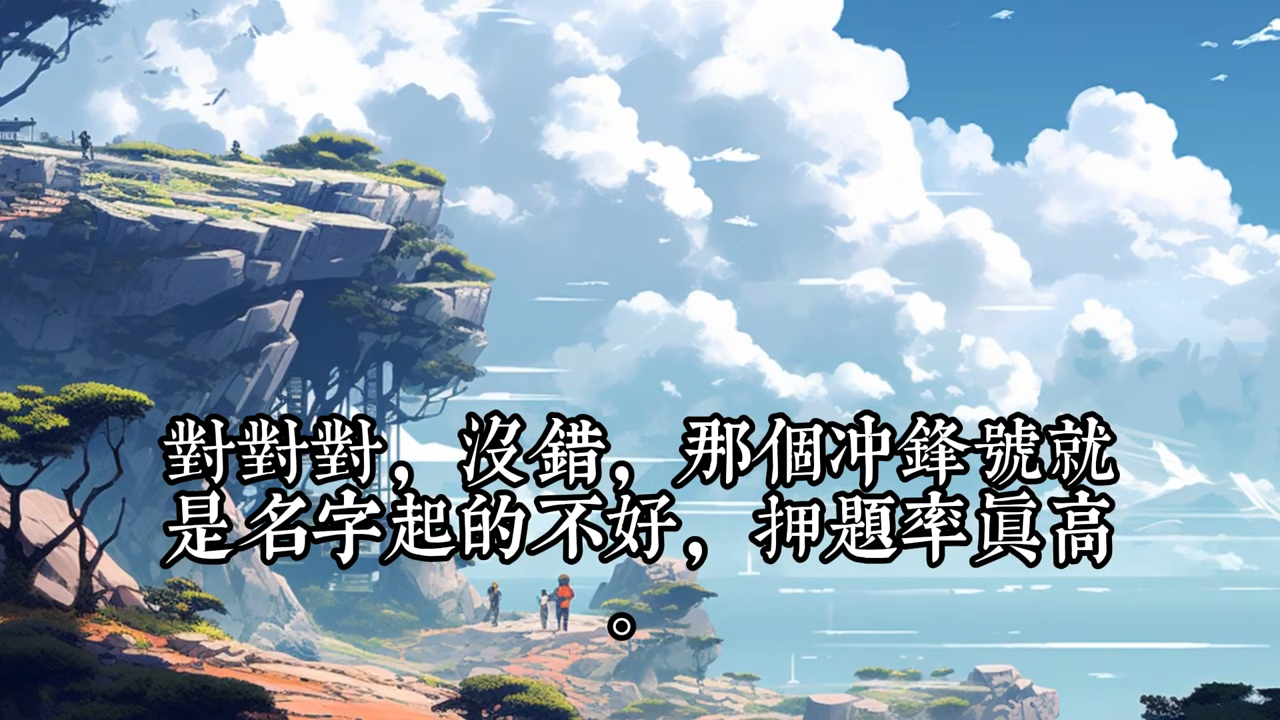 對對對，沒錯，那個冲鋒號就
是名字起的不好，押題率眞高
。